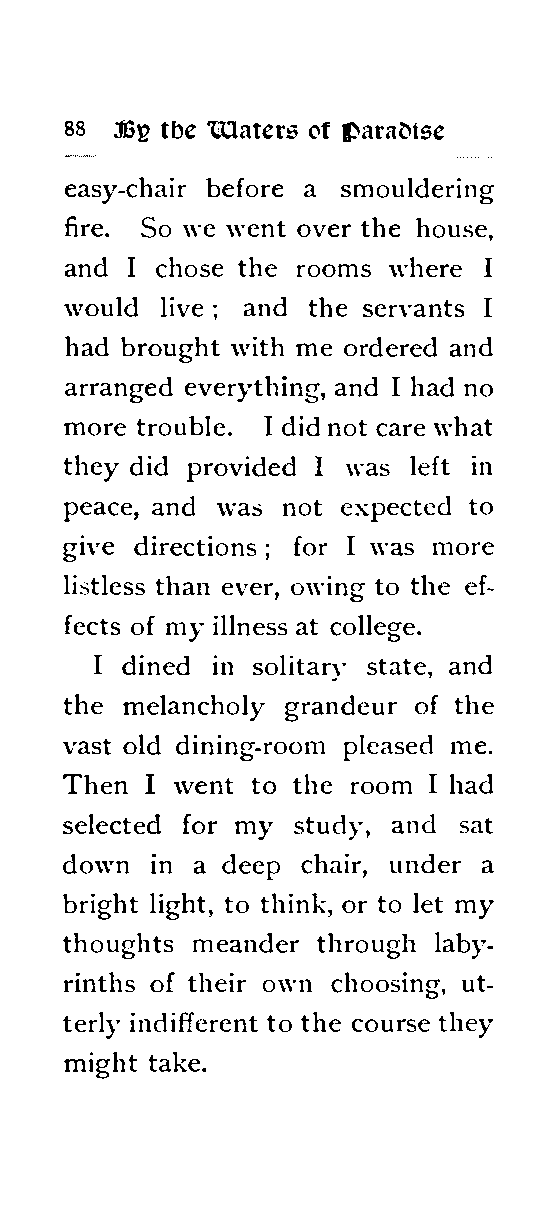 88 By the Waters of Paradise
easy-chair before a smouldering
fire. So we went over the house,
and I chose the rooms where I
would live ; and the servants I
had brought with me ordered and
arranged everything, and I had no
more trouble. I did not care what
they did provided I was left in
peace, and was not expected to
give directions ; for I was more
listless than ever, owing to the ef-
fects of my illness at college.
I dined in solitary state, and
the melancholy grandeur of the
vast old dining-room pleased me.
Then I went to the room I had
selected for my study, and sat
down in a deep chair, under a
bright light, to think, or to let my
thoughts meander through laby-
rinths of their own choosing, ut-
terly indifferent to the course they
might take.